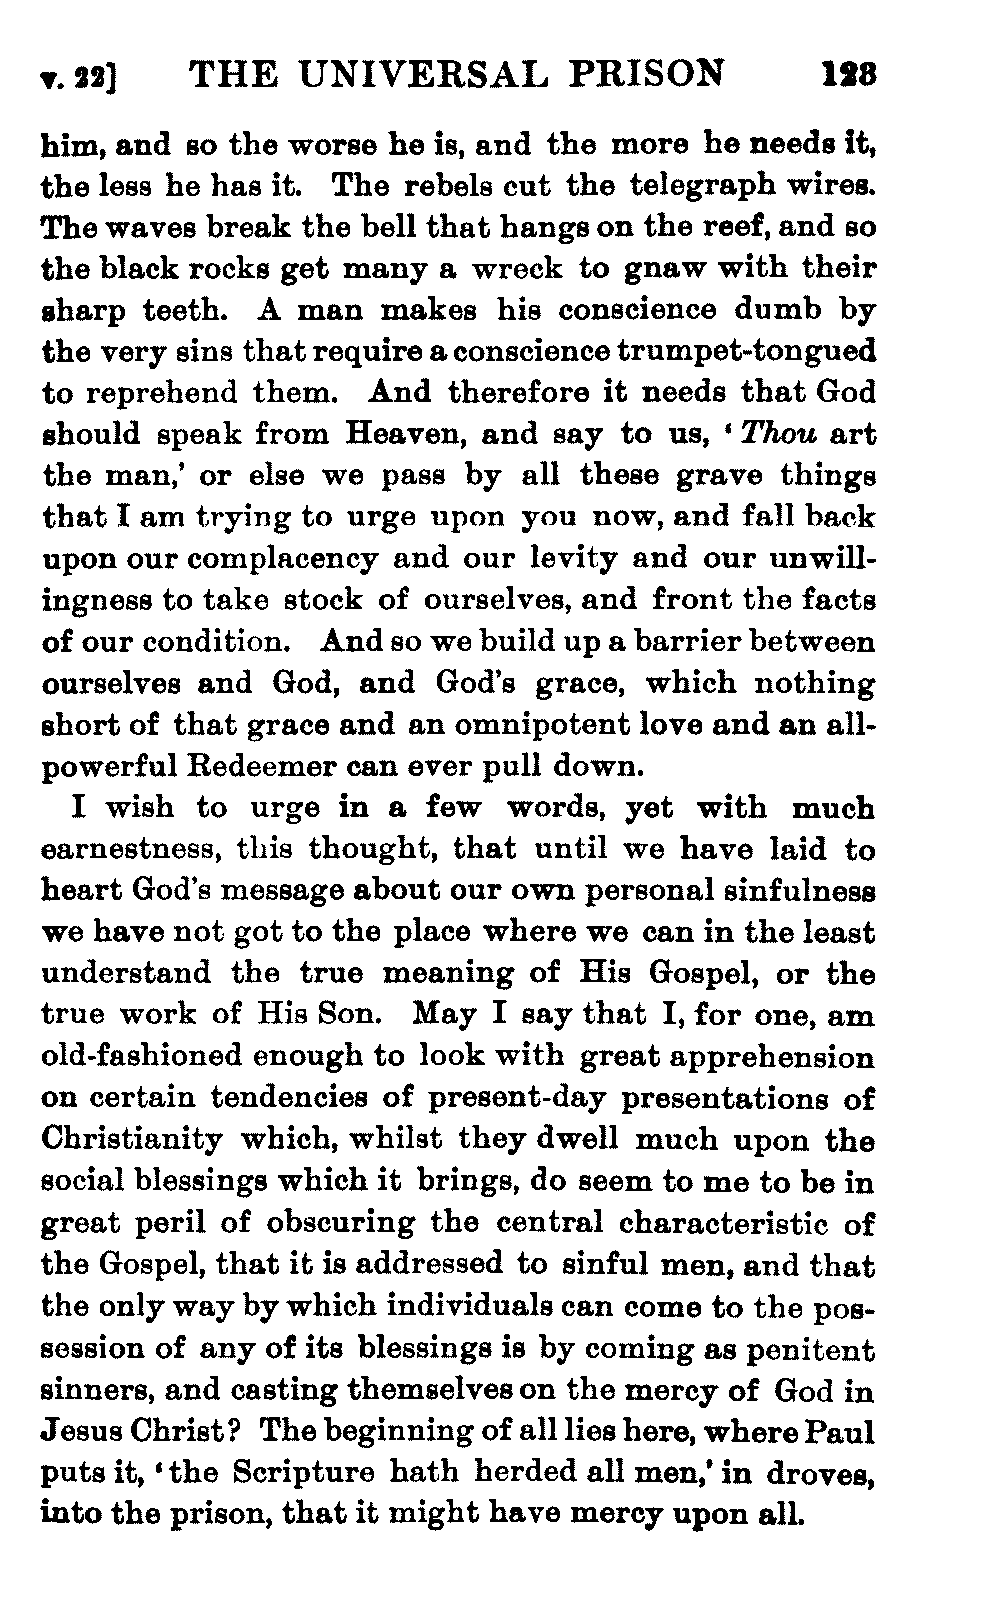 v. 22] THE UNIVERSAL PRISON 123
him, and so the worse he is, and the more he needs it,
the less he has it. The rebels cut the telegraph wires.
The waves break the bell that hangs on the reef, and so
the black rocks get many a wreck to gnaw with their
sharp teeth. A man makes his conscience dumb by
the very sins that require a conscience trumpet-tongued
to reprehend them. And therefore it needs that God
should speak from Heaven, and say to us, ‘Thou art
the man,’ or else we pass by all these grave things
that I am trying to urge upon you now, and fall back
upon our complacency and our levity and our unwill-
ingness to take stock of ourselves, and front the facts
of our condition. And so we build up a barrier between
ourselves and God, and God's grace, which nothing
short of that grace and an omnipotent love and an all-
powerful Redeemer can ever pull down.
I wish to urge in a few words, yet with much
earnestness, this thought, that until we have laid to
heart God's message about our own personal sinfulness
we have not got to the place where we can in the least
understand the true meaning of His Gospel, or the
true work of His Son. May I say that I, for one, am
old-fashioned enough to look with great apprehension
on certain tendencies of present-day presentations of
Christianity which, whilst they dwell much upon the
social blessings which it brings, do seem to me to be in
great peril of obscuring the central characteristic of
the Gospel, that it is addressed to sinful men, and that
the only way by which individuals can come to the pos-
session of any of its blessings is by coming as penitent
sinners, and casting themselves on the mercy of God in
Jesus Christ? The beginning of all lies here, where Paul
puts it, ‘the Scripture hath herded all men,’ in droves,
into the prison, that it might have mercy upon all.